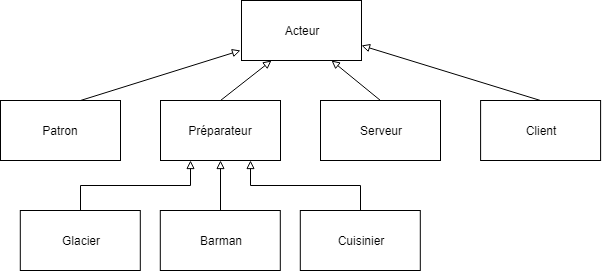 Acteur
Patron
Préparateur
Serveur
Client
Glacier
Barman
Cuisinier